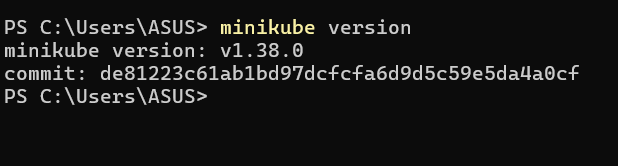 PS C:\Users\ASUS> minikube version
minikube version: v1.38.0
commit: de81223c61ab1bd97dcfcfa6d9d5c59e5da4a0cf
PS C:\Users\ASUS>